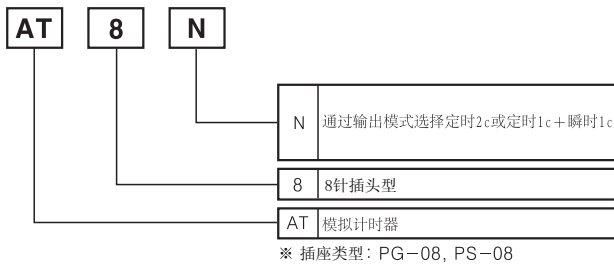 AT 8 N
N 通过输出模式选择定时2c或定时1c＋瞬时1c
8 8针插头型
AT 模拟计时器
※ 插座类型: PG-08, PS-08